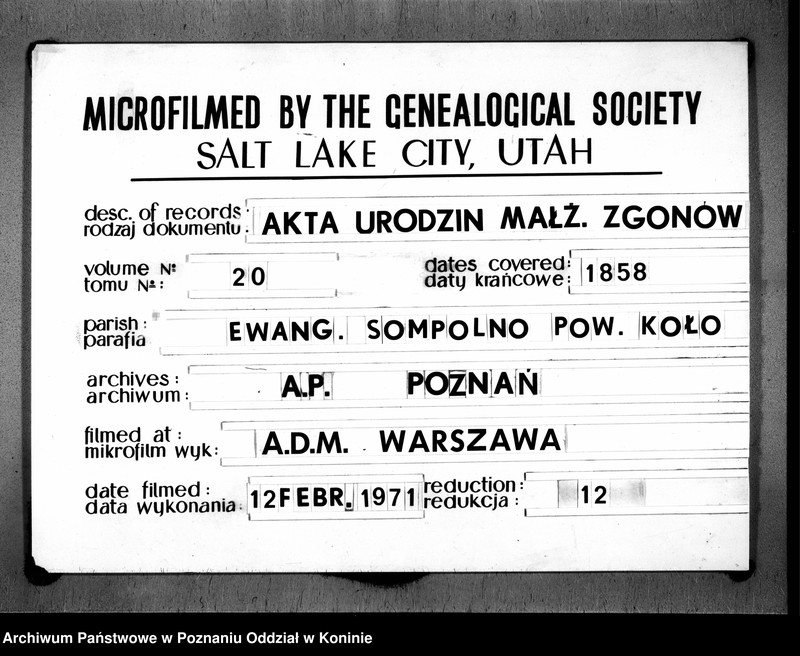 MICROFILMED BY THE GENEALOGICAL SOCIETY
SALT LAKE CITY, UTAH
desc. of records: AKTA URODZIN MAŁŻ. ZGONÓW
rodzaj dokumentu:
volume Nº 20 dates covered: 1858
tomu Nº: daty krańcowe:
parish: EWANG. SOMPOLNO POW. KOŁO
parafia
archives: A.P. POZNAŃ
archiwum:
filmed at: A.D.M. WARSZAWA
mikrofilm wyk:
date filmed: 12 FEBR. 1971 reduction: 12
data wykonania: redukcja:
Archiwum Państwowe w Poznaniu Oddział w Koninie